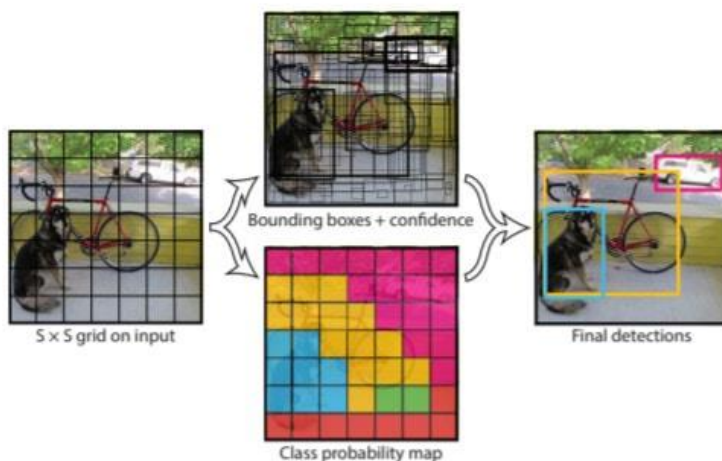 Bounding boxes + confidence
S × S grid on input
Final detections
Class probability map